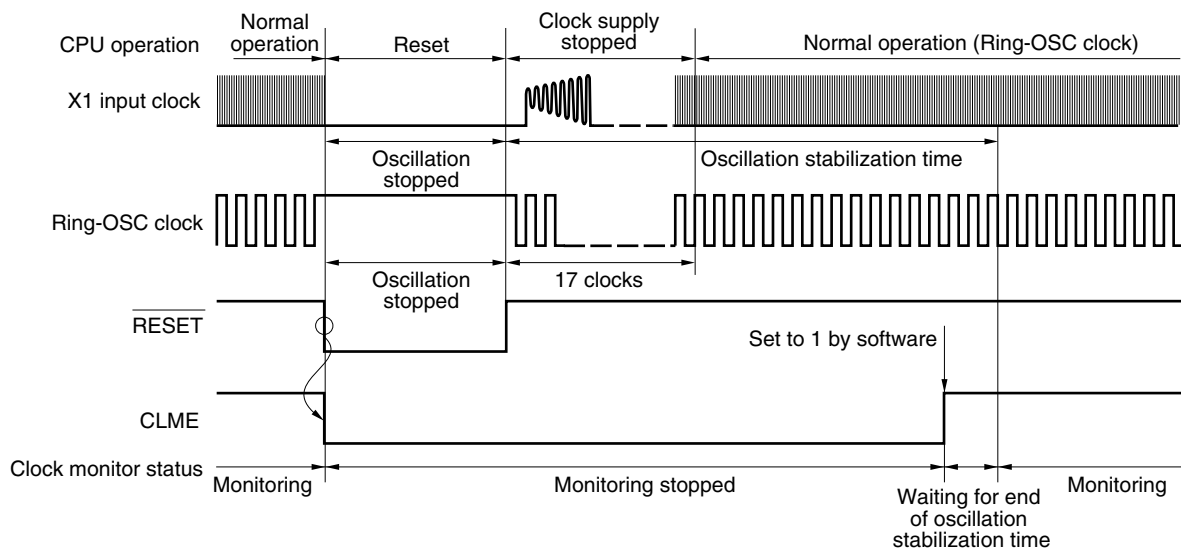 CPU operation
Normal
operation
Reset
Clock supply
stopped
Normal operation (Ring-OSC clock)
X1 input clock
Oscillation
stopped
Oscillation stabilization time
Ring-OSC clock
Oscillation
stopped
17 clocks
RESET
Set to 1 by software
CLME
Clock monitor status
Monitoring
Monitoring stopped
Waiting for end
of oscillation
stabilization time
Monitoring